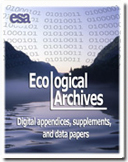 esa
Ecological
Archives
Digital appendices, supplements,
and data papers